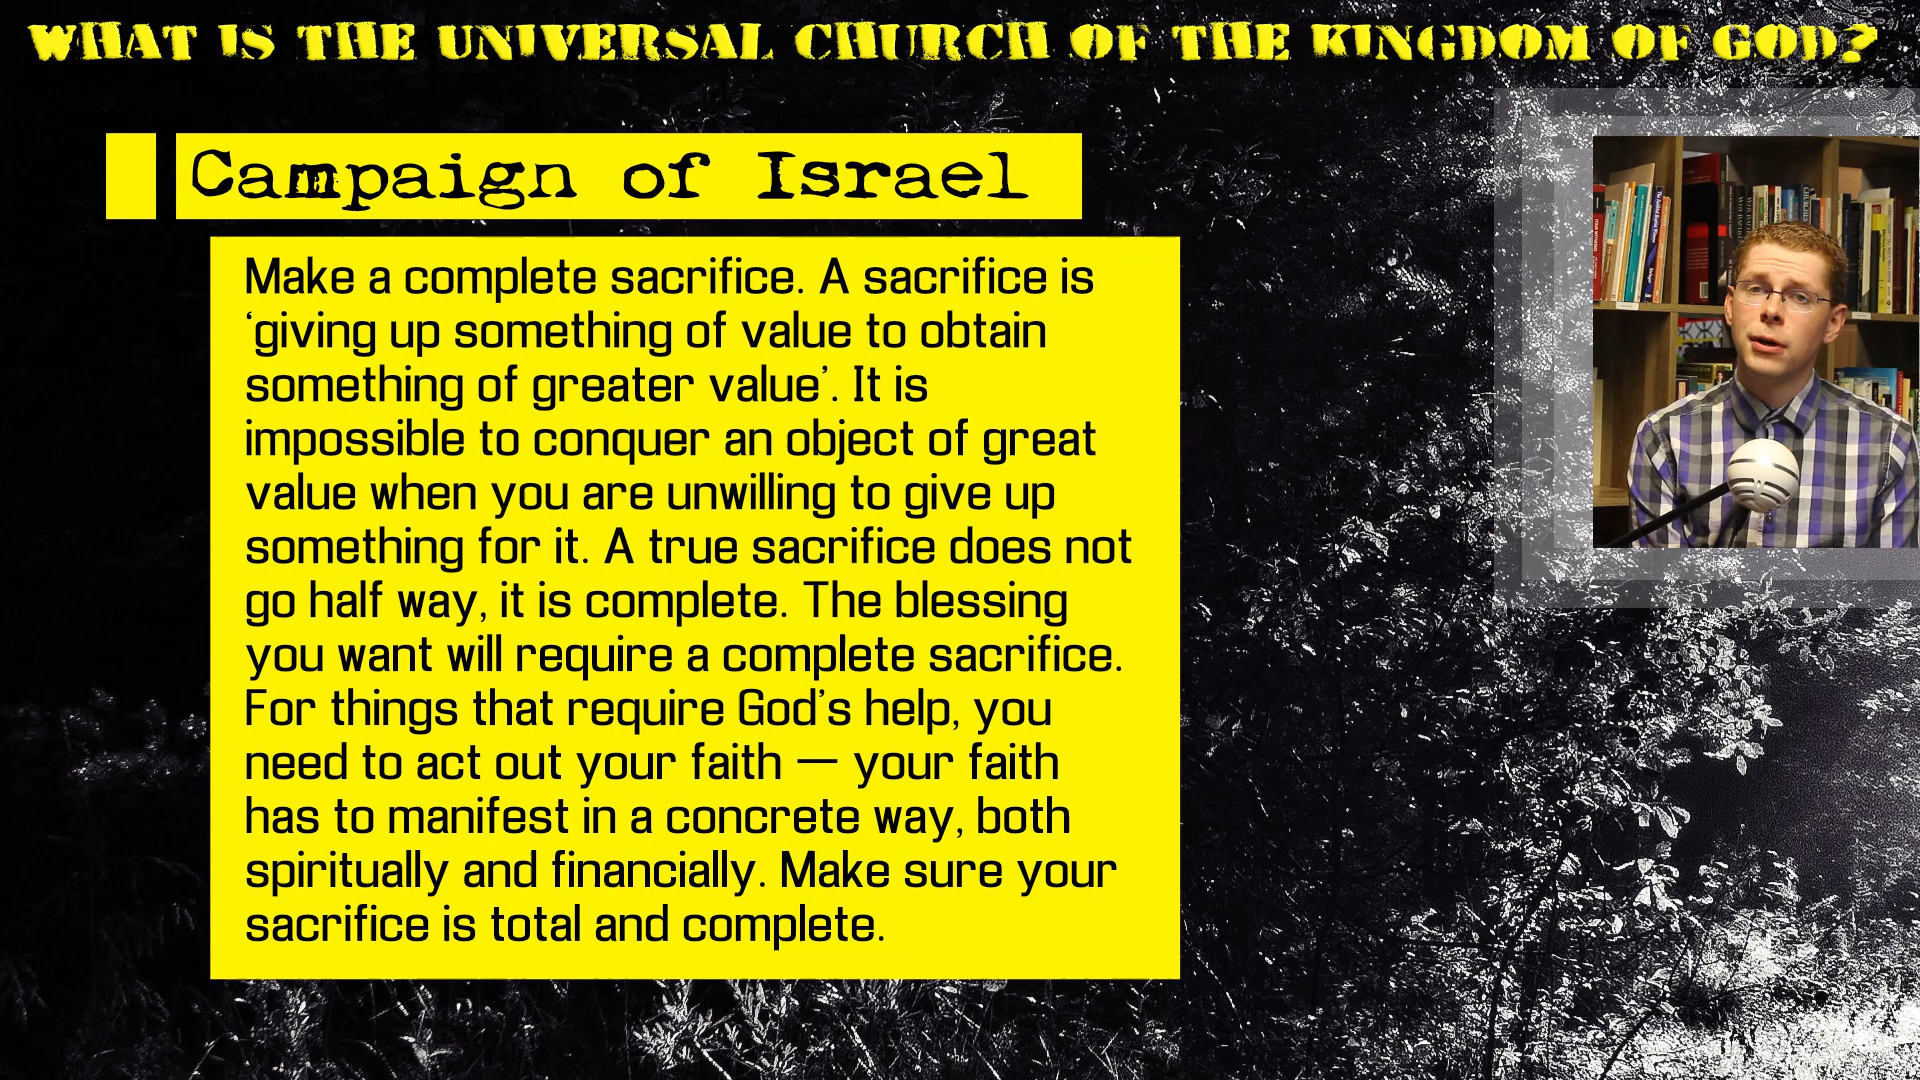 WHAT IS THE UNIVERSAL CHURCH OF THE KINGDOM OF GOD?
Campaign of Israel
Make a complete sacrifice. A sacrifice is
‘giving up something of value to obtain
something of greater value’. It is
impossible to conquer an object of great
value when you are unwilling to give up
something for it. A true sacrifice does not
go half way, it is complete. The blessing
you want will require a complete sacrifice.
For things that require God’s help, you
need to act out your faith — your faith
has to manifest in a concrete way, both
spiritually and financially. Make sure your
sacrifice is total and complete.